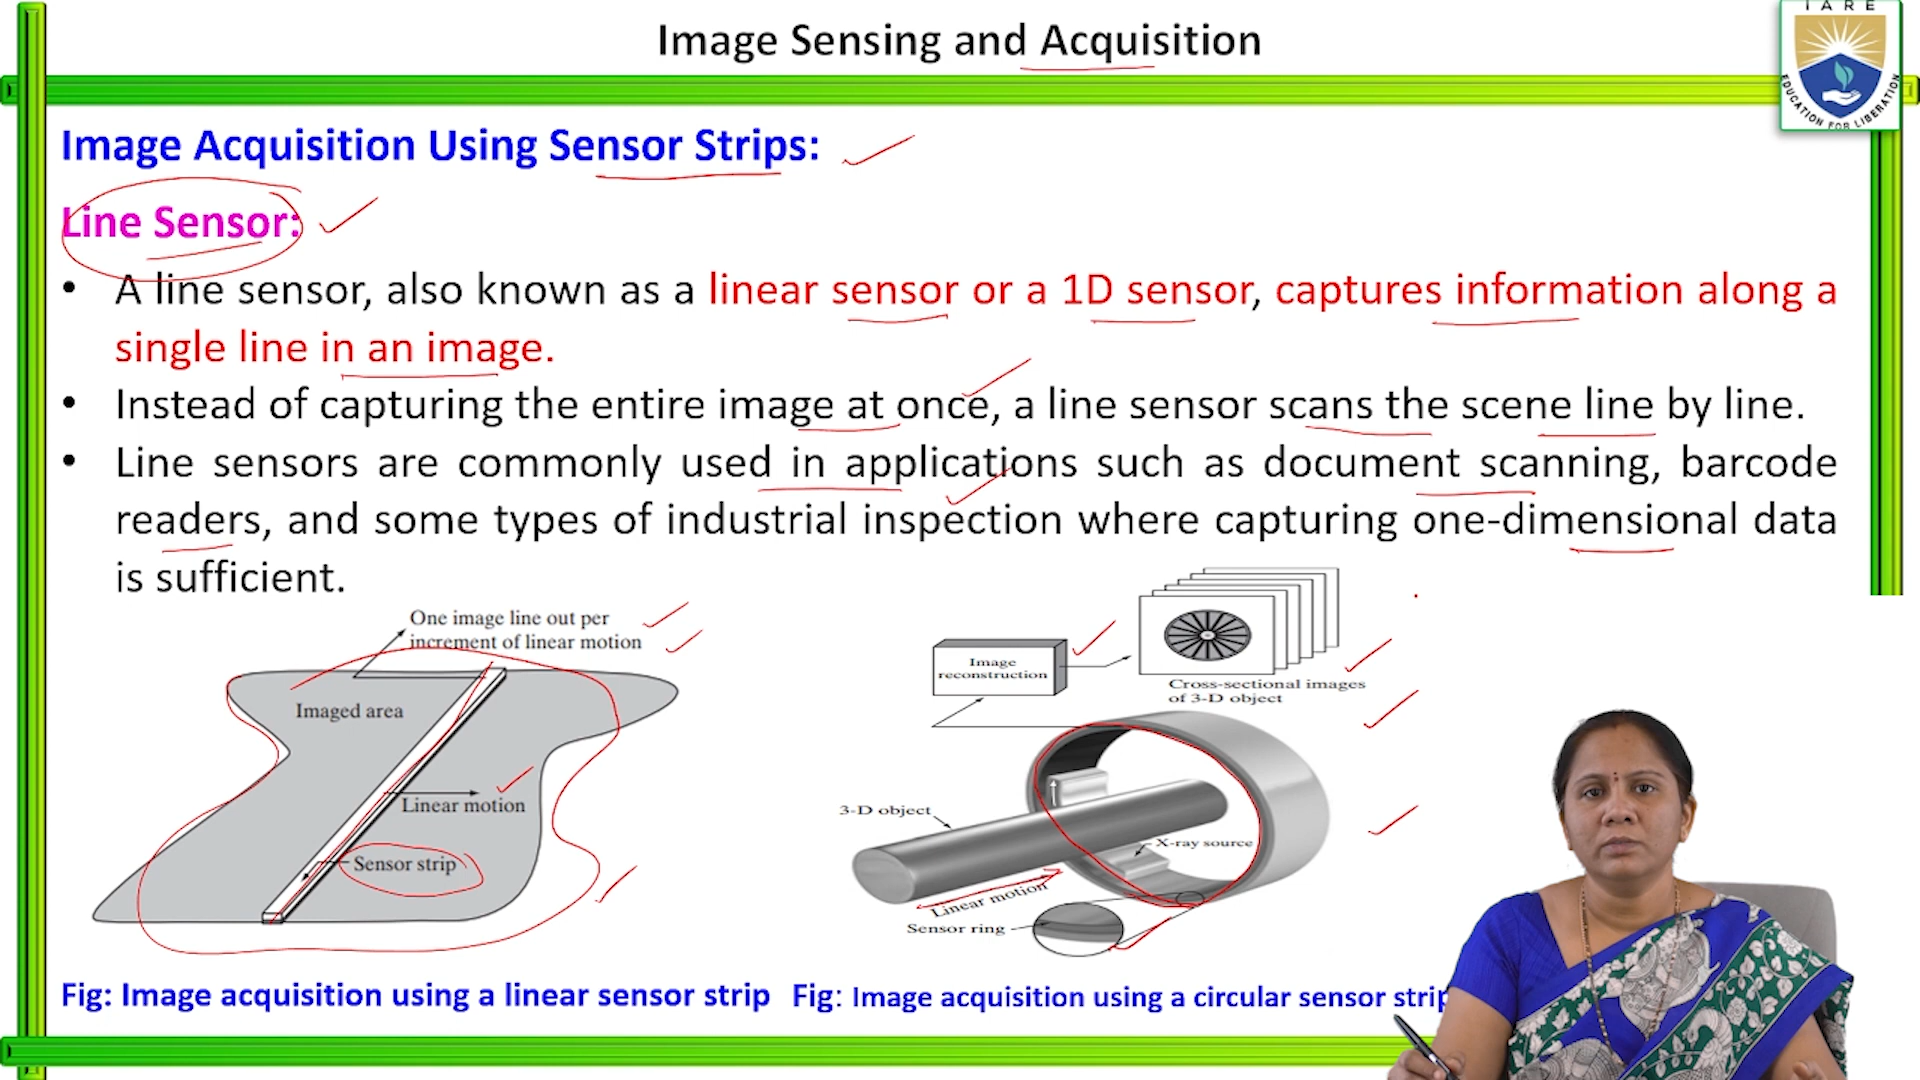 Image Sensing and Acquisition
IARE
EDUCATION FOR LIBERATION
Image Acquisition Using Sensor Strips:
Line Sensor:
• A line sensor, also known as a linear sensor or a 1D sensor, captures information along a
single line in an image.
• Instead of capturing the entire image at once, a line sensor scans the scene line by line.
• Line sensors are commonly used in applications such as document scanning, barcode
readers, and some types of industrial inspection where capturing one-dimensional data
is sufficient.
One image line out per
increment of linear motion
Imaged area
Linear motion
Sensor strip
Image
reconstruction
Cross-sectional images
of 3-D object
3-D object
X-ray source
Linear motion
Sensor ring
Fig: Image acquisition using a linear sensor strip
Fig: Image acquisition using a circular sensor strip